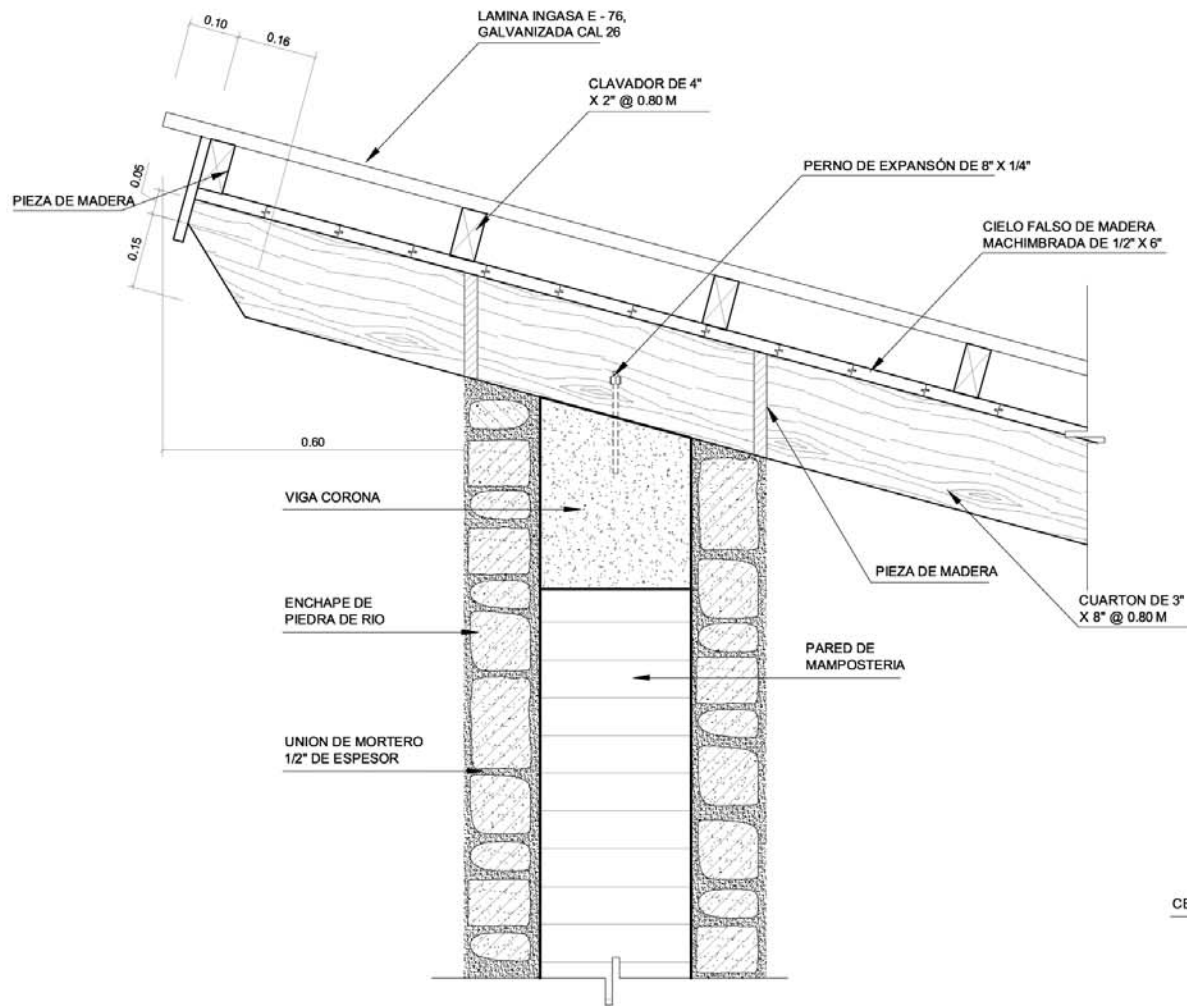 0.10
0.16
LAMINA INGASA E - 76,
GALVANIZADA CAL 26
CLAVADOR DE 4"
X 2" @ 0.80 M
PERNO DE EXPANSÓN DE 8" X 1/4"
PIEZA DE MADERA
0.05
0.15
CIELO FALSO DE MADERA
MACHIMBRADA DE 1/2" X 6"
0.60
VIGA CORONA
PIEZA DE MADERA
CUARTON DE 3"
X 8" @ 0.80 M
ENCHAPE DE
PIEDRA DE RIO
PARED DE
MAMPOSTERIA
UNION DE MORTERO
1/2" DE ESPESOR